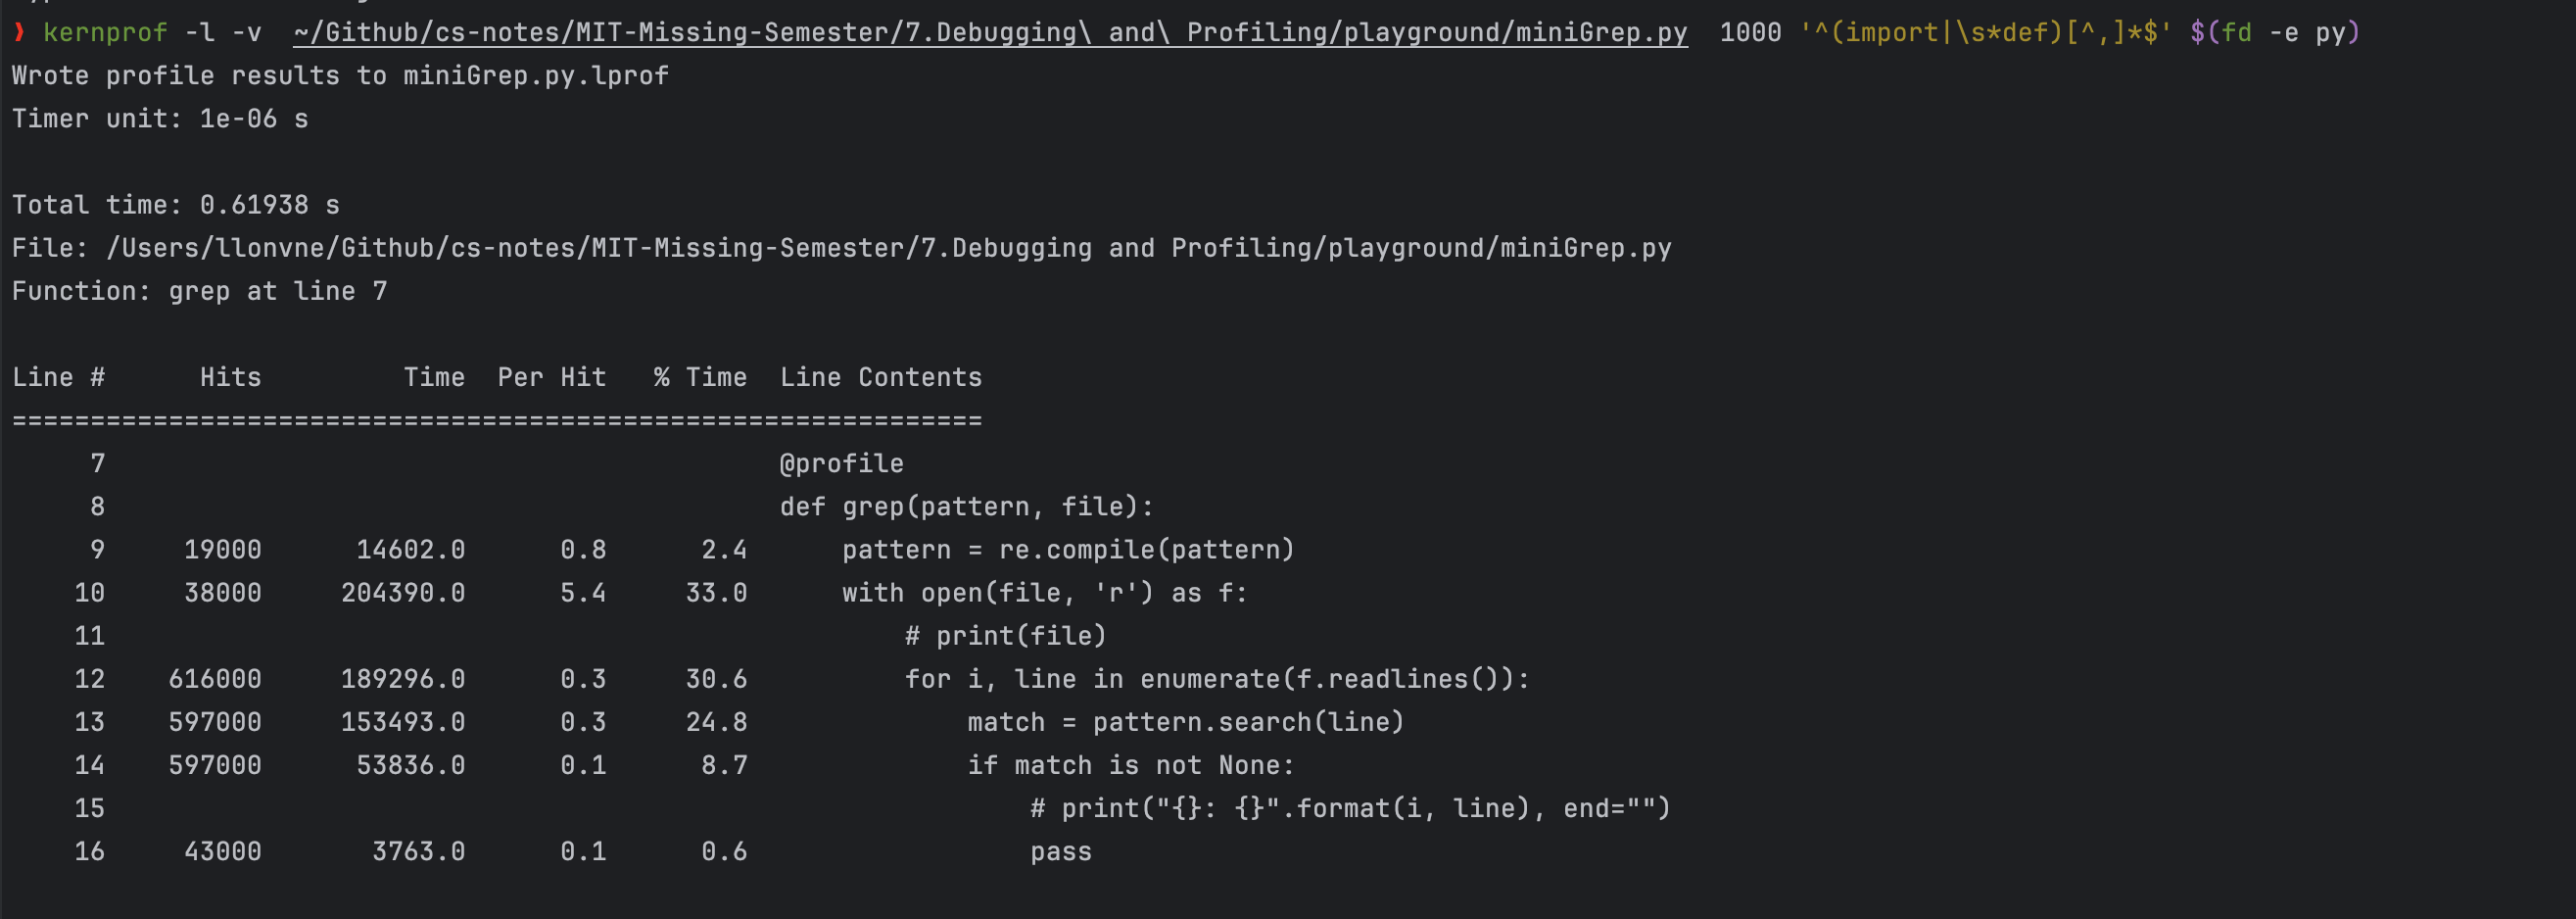 ❯ kernprof -l -v  ~/Github/cs-notes/MIT-Missing-Semester/7.Debugging\ and\ Profiling/playground/miniGrep.py  1000 '^(import|\s*def)[^,]*$' $(fd -e py)
Wrote profile results to miniGrep.py.lprof
Timer unit: 1e-06 s
Total time: 0.61938 s
File: /Users/llonvne/Github/cs-notes/MIT-Missing-Semester/7.Debugging and Profiling/playground/miniGrep.py
Function: grep at line 7
Line #      Hits         Time  Per Hit   % Time  Line Contents
==============================================================
     7                                           @profile
     8                                           def grep(pattern, file):
     9     19000      14602.0      0.8      2.4      pattern = re.compile(pattern)
    10     38000     204390.0      5.4     33.0      with open(file, 'r') as f:
    11                                                   # print(file)
    12    616000     189296.0      0.3     30.6          for i, line in enumerate(f.readlines()):
    13    597000     153493.0      0.3     24.8              match = pattern.search(line)
    14    597000      53836.0      0.1      8.7              if match is not None:
    15                                                           # print("{}: {}".format(i, line), end="")
    16     43000       3763.0      0.1      0.6                  pass